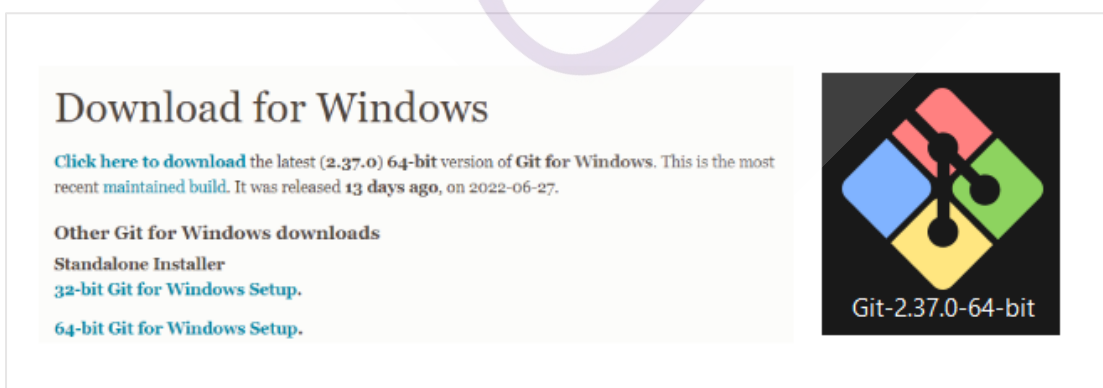 Download for Windows
Click here to download the latest (2.37.0) 64-bit version of Git for Windows. This is the most
recent maintained build. It was released 13 days ago, on 2022-06-27.
Other Git for Windows downloads
Standalone Installer
32-bit Git for Windows Setup.
64-bit Git for Windows Setup.
Git-2.37.0-64-bit